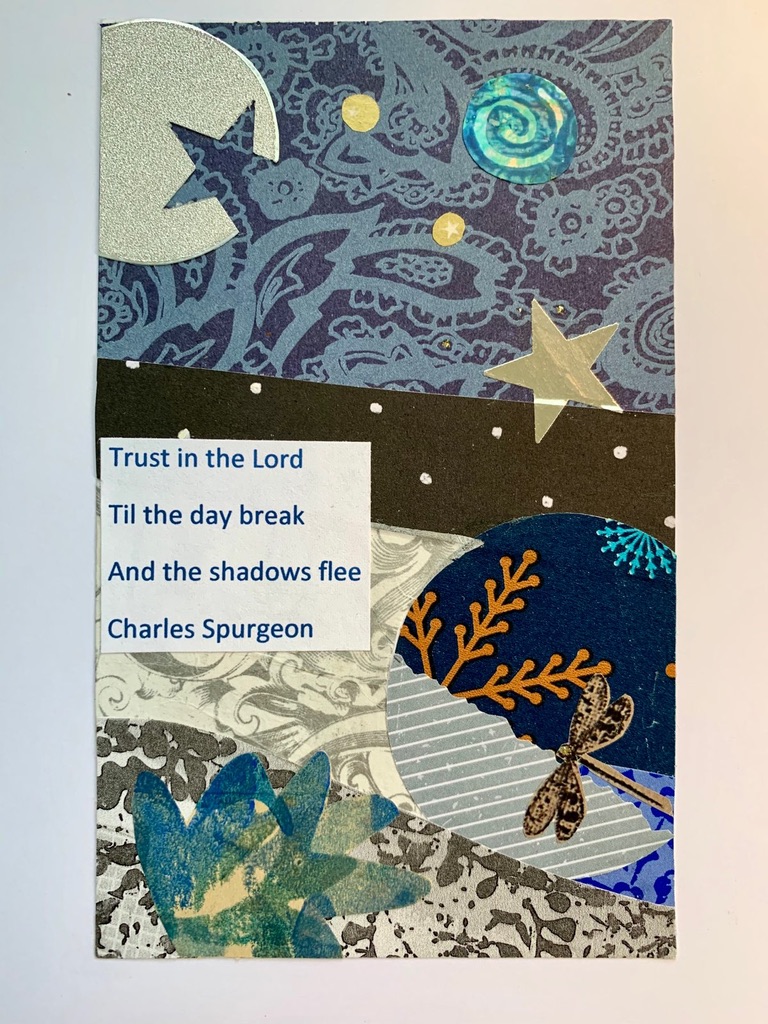 Trust in the Lord
Til the day break
And the shadows flee
Charles Spurgeon